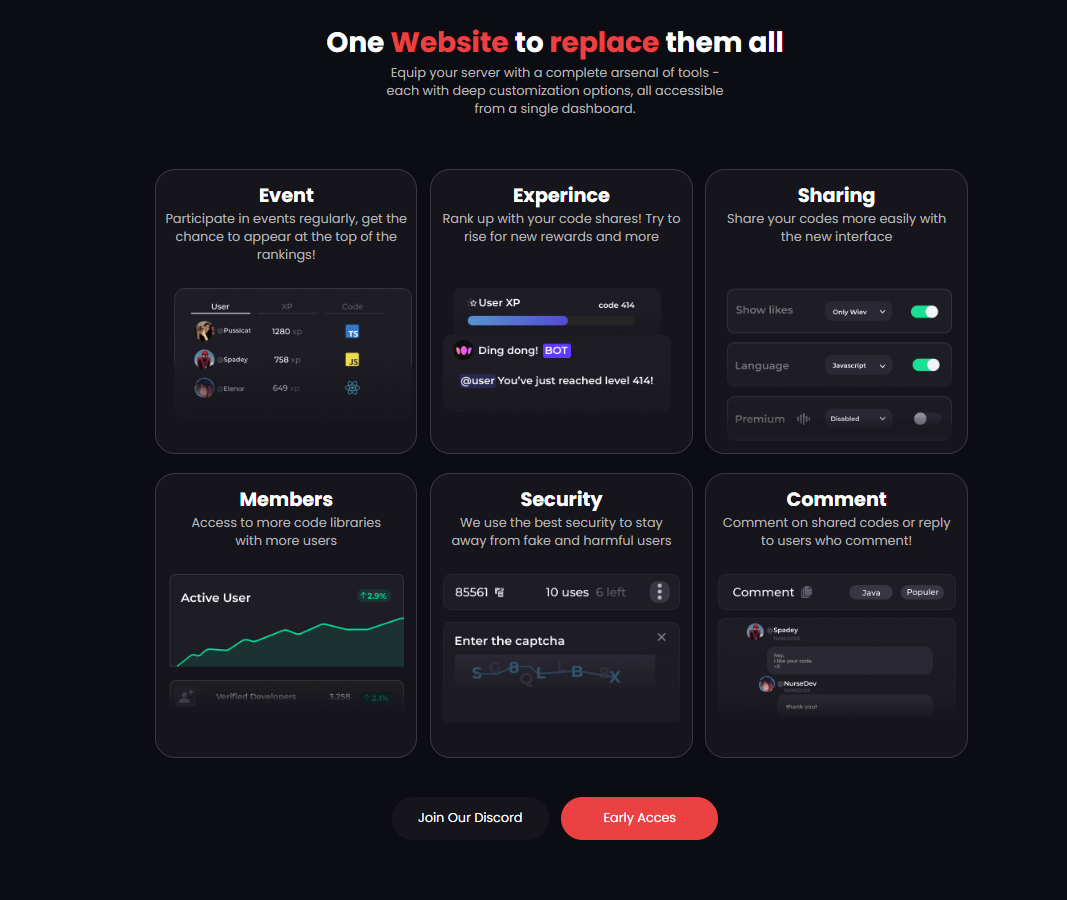 One Website to replace them all
Equip your server with a complete arsenal of tools -
each with deep customization options, all accessible
from a single dashboard.
Event
Participate in events regularly, get the
chance to appear at the top of the
rankings!
User XP Code
@Pussicat 1280 xp TS
@Spadey 758 xp JS
@Elenor 649 xp
Experince
Rank up with your code shares! Try to
rise for new rewards and more
User XP code 414
Ding dong! BOT
@user You've just reached level 414!
Sharing
Share your codes more easily with
the new interface
Show likes Only Wiev
Language Javascript
Premium Disabled
Members
Access to more code libraries
with more users
Active User ↑2.9%
Verified Developers 3,258 ↑2.1%
Security
We use the best security to stay
away from fake and harmful users
85561 10 uses 6 left
Enter the captcha
S G 8 Q L L B 8 X
Comment
Comment on shared codes or reply
to users who comment!
Comment Java Populer
@Spadey
hey,
I like your code.
<3
@NurseDev
thank you!
Join Our Discord
Early Acces